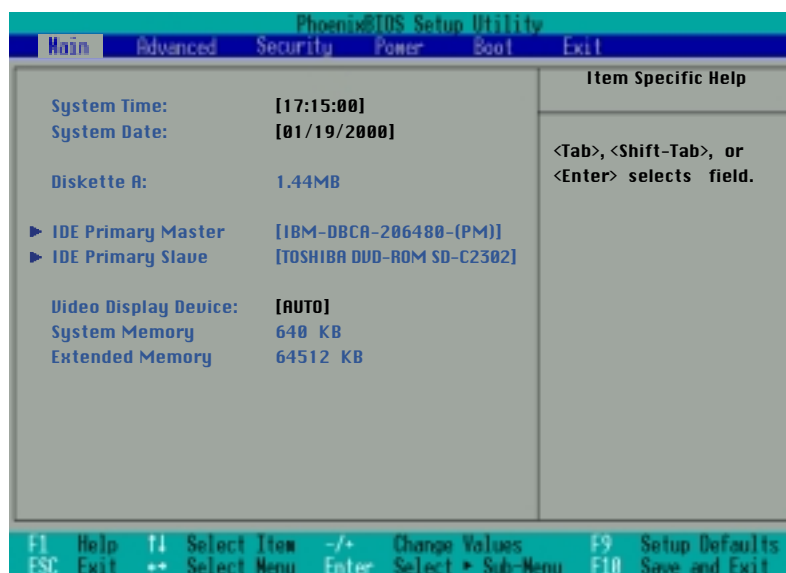 PhoenixBIOS Setup Utility
Main Advanced Security Power Boot Exit
Item Specific Help
System Time: [17:15:00]
System Date: [01/19/2000]
<Tab>, <Shift-Tab>, or
<Enter> selects field.
Diskette A: 1.44MB
IDE Primary Master [IBM-DBCA-206480-(PM)]
IDE Primary Slave [TOSHIBA DVD-ROM SD-C2302]
Video Display Device: [AUTO]
System Memory 640 KB
Extended Memory 64512 KB
F1 Help ↑↓ Select Item -/+ Change Values F9 Setup Defaults
ESC Exit ↔ Select Menu Enter Select ▶ Sub-Menu F10 Save and Exit